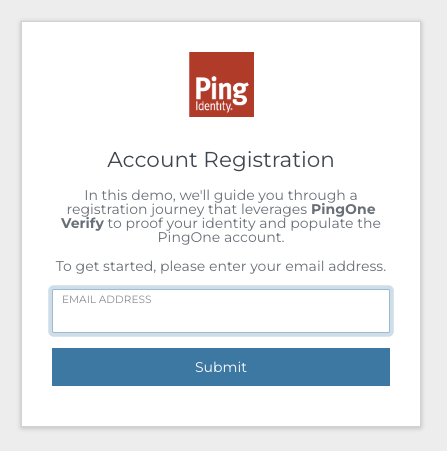 Ping
Identity.
Account Registration
In this demo, we'll guide you through a
registration journey that leverages PingOne
Verify to proof your identity and populate the
PingOne account.
To get started, please enter your email address.
EMAIL ADDRESS
Submit